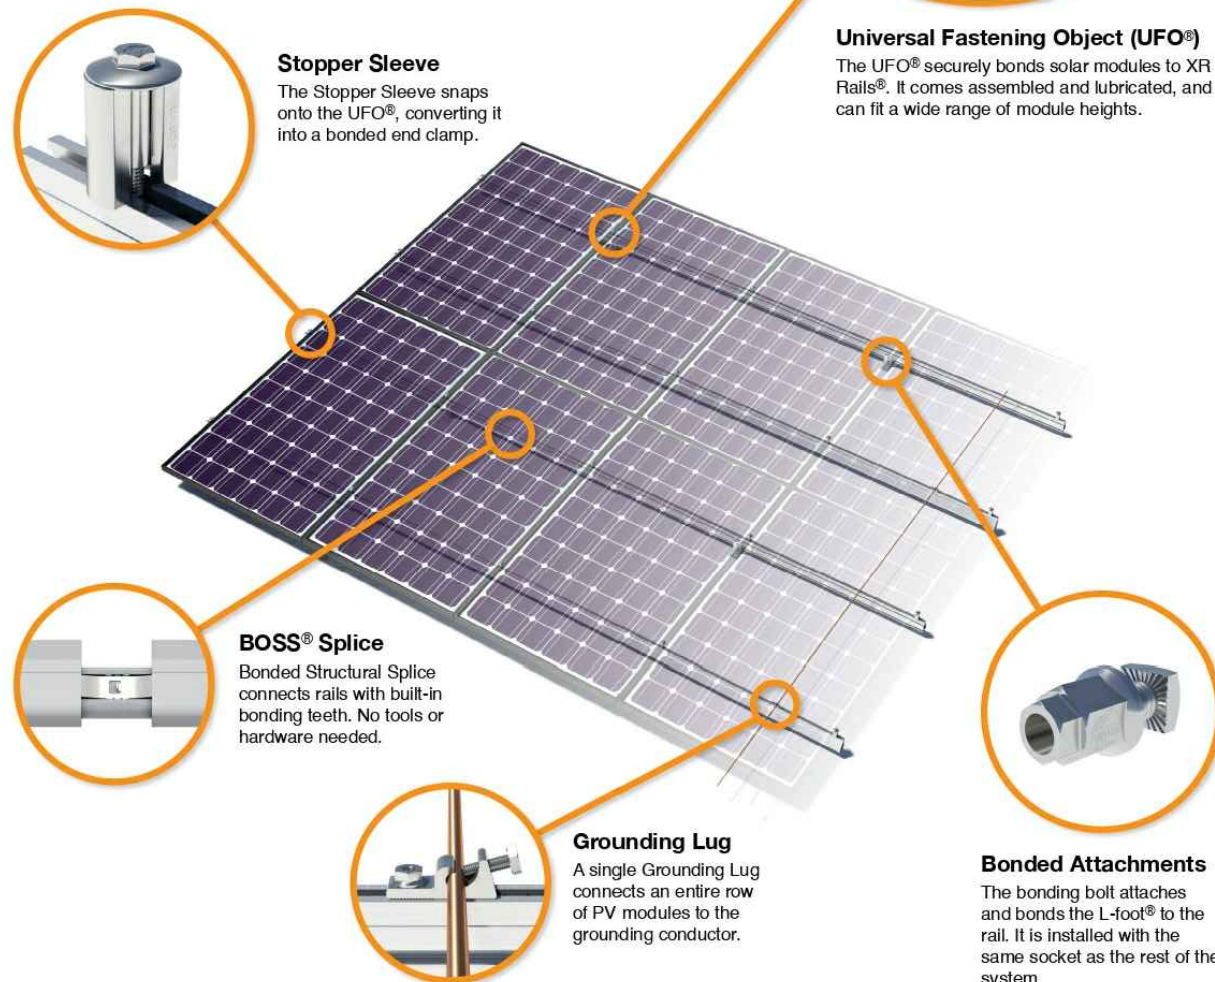 Universal Fastening Object (UFO®)
The UFO® securely bonds solar modules to XR
Rails®. It comes assembled and lubricated, and
can fit a wide range of module heights.
Stopper Sleeve
The Stopper Sleeve snaps
onto the UFO®, converting it
into a bonded end clamp.
BOSS® Splice
Bonded Structural Splice
connects rails with built-in
bonding teeth. No tools or
hardware needed.
Grounding Lug
A single Grounding Lug
connects an entire row
of PV modules to the
grounding conductor.
Bonded Attachments
The bonding bolt attaches
and bonds the L-foot® to the
rail. It is installed with the
same socket as the rest of the
system